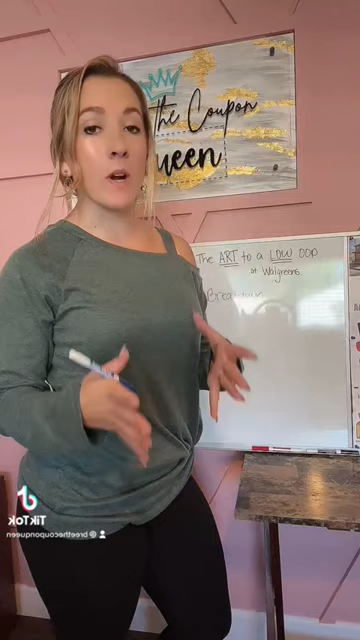 the Coupon
Queen
The ART to a LOW OOP
at Walgreens.
TikTok
@breethecouponqueen